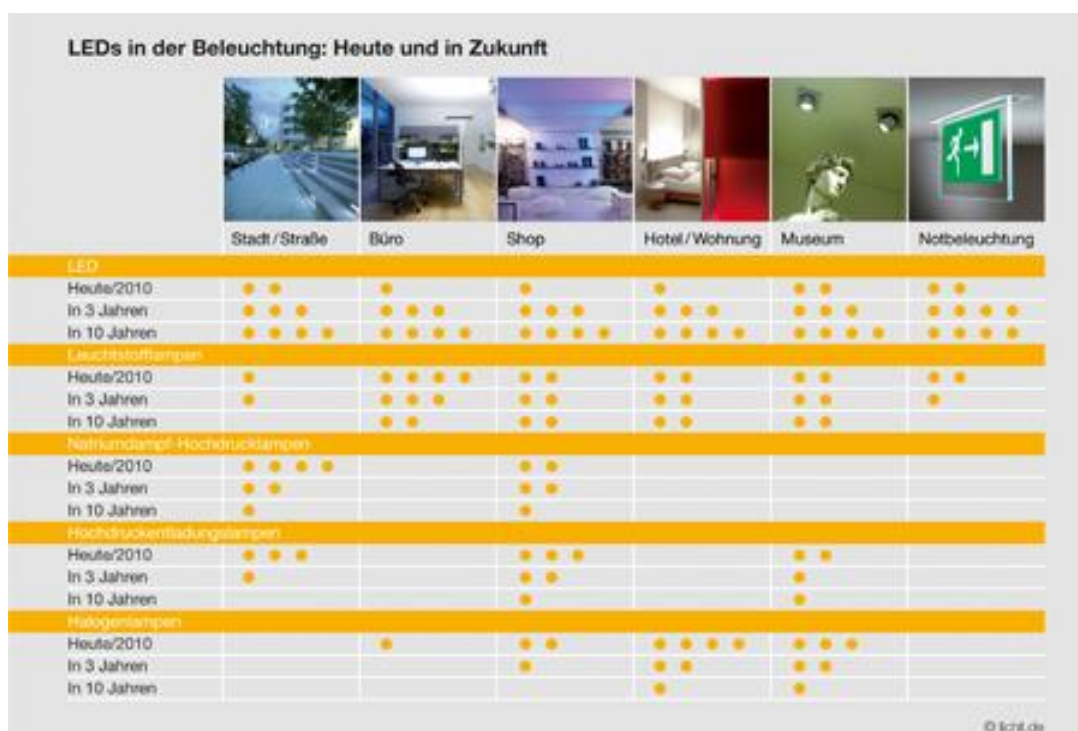 LEDs in der Beleuchtung: Heute und in Zukunft
Stadt/Straße Büro Shop Hotel/Wohnung Museum Notbeleuchtung
LED
Heute/2010
In 3 Jahren
In 10 Jahren
Leuchtstofflampen
Heute/2010
In 3 Jahren
In 10 Jahren
Natriumdampf-Hochdrucklampen
Heute/2010
In 3 Jahren
In 10 Jahren
Hochdruckentladungslampen
Heute/2010
In 3 Jahren
In 10 Jahren
Halogenlampen
Heute/2010
In 3 Jahren
In 10 Jahren
© licht.de